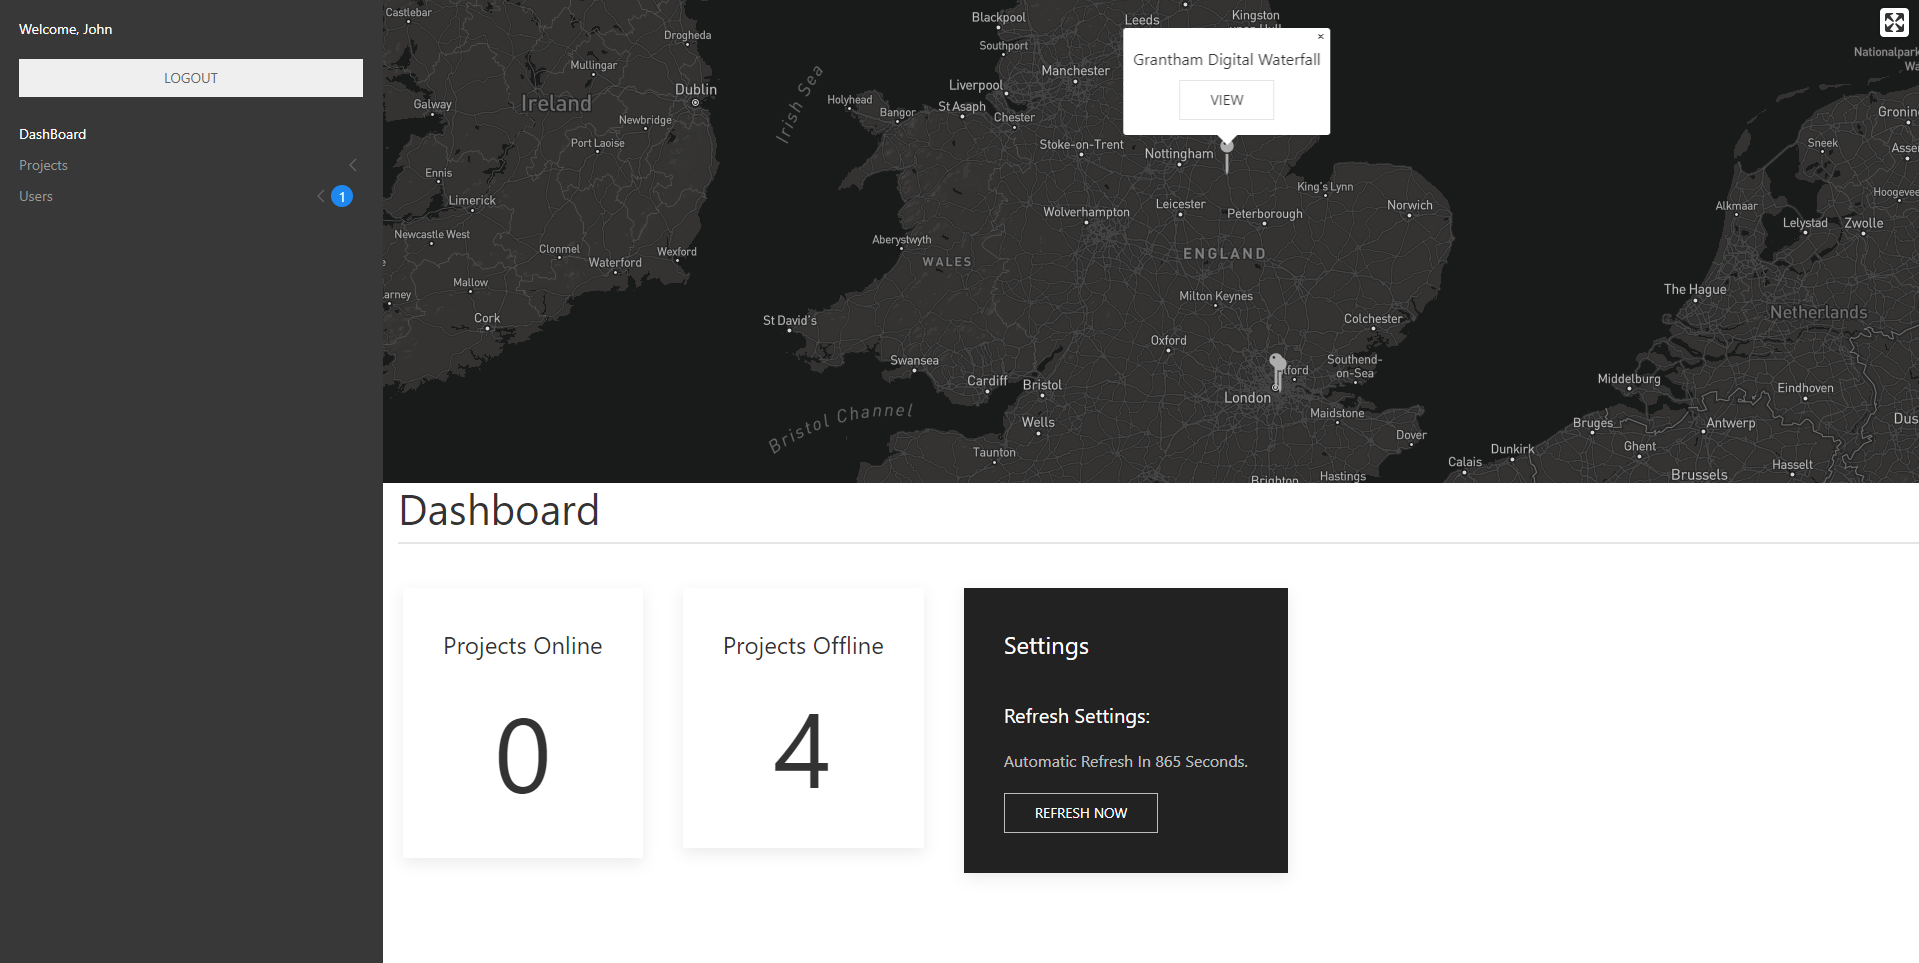 Welcome, John
LOGOUT
DashBoard
Projects
Users
1
Castlebar
Drogheda
Mullingar
Ireland
Dublin
Galway
Newbridge
Port Laoise
Ennis
Limerick
Newcastle West
Clonmel
Waterford
Wexford
Mallow
Cork
Irish Sea
Blackpool
Leeds
Kingston
Southport
Manchester
Liverpool
Holyhead
Bangor
St Asaph
Chester
Stoke-on-Trent
Nottingham
Grantham Digital Waterfall
VIEW
King's Lynn
Norwich
Wolverhampton
Leicester
Peterborough
Aberystwyth
WALES
ENGLAND
Milton Keynes
St David's
Colchester
Oxford
Swansea
Cardiff
Bristol
Southend-
on-Sea
London
Bristol Channel
Wells
Maidstone
Dover
Taunton
Hastings
Brighton
Calais
Dunkirk
Nationalpark
Sneek
Alkmaar
Lelystad
Zwolle
The Hague
Netherlands
Middelburg
Eindhoven
Bruges
Antwerp
Ghent
Hasselt
Brussels
Dashboard
Projects Online
0
Projects Offline
4
Settings
Refresh Settings:
Automatic Refresh In 865 Seconds.
REFRESH NOW